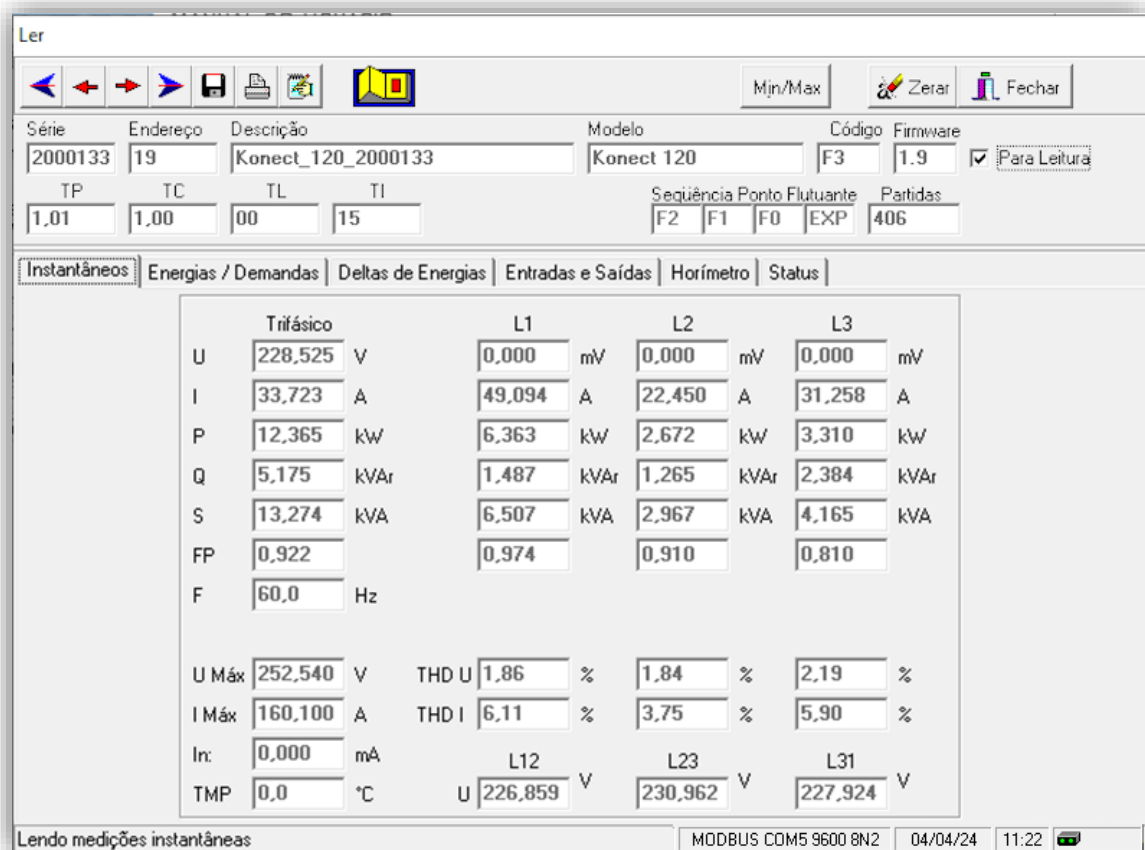 Ler
Min/Max Zerar Fechar
Série Endereço Descrição Modelo Código Firmware
2000133 19 Konect_120_2000133 Konect 120 F3 1.9 Para Leitura
TP TC TL TI Seqüência Ponto Flutuante Partidas
1,01 1,00 00 15 F2 F1 F0 EXP 406
Instantâneos Energias / Demandas Deltas de Energias Entradas e Saídas Horímetro Status
Trifásico L1 L2 L3
U 228,525 V 0,000 mV 0,000 mV 0,000 mV
I 33,723 A 49,094 A 22,450 A 31,258 A
P 12,365 kW 6,363 kW 2,672 kW 3,310 kW
Q 5,175 kVAr 1,487 kVAr 1,265 kVAr 2,384 kVAr
S 13,274 kVA 6,507 kVA 2,967 kVA 4,165 kVA
FP 0,922 0,974 0,910 0,810
F 60,0 Hz
U Máx 252,540 V THD U 1,86 % 1,84 % 2,19 %
I Máx 160,100 A THD I 6,11 % 3,75 % 5,90 %
In: 0,000 mA L12 L23 L31
TMP 0,0 °C U 226,859 V 230,962 V 227,924 V
Lendo medições instantâneas MODBUS COM5 9600 8N2 04/04/24 11:22